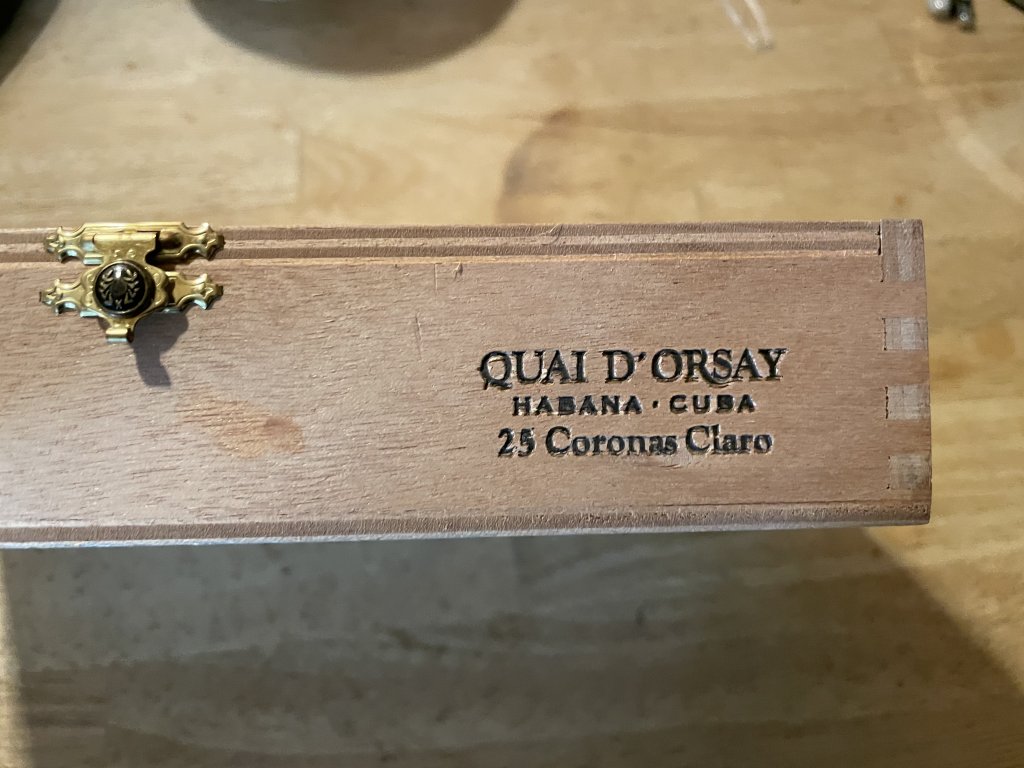 QUAI D'ORSAY
HABANA · CUBA
25 Coronas Claro